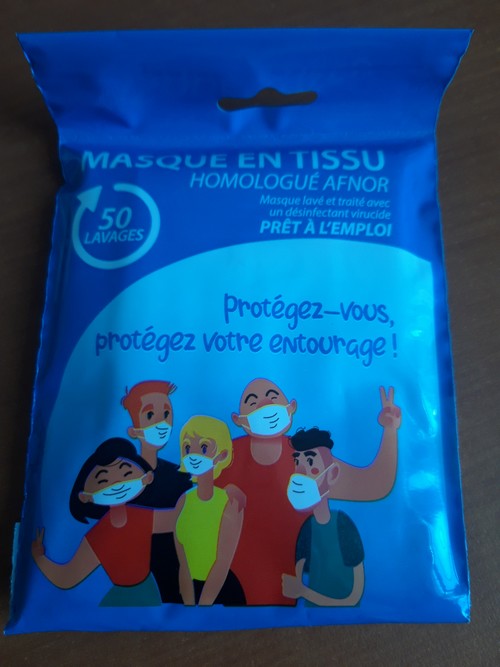 MASQUE EN TISSU
HOMOLOGUÉ AFNOR
Masque lavé et traité avec
un désinfectant virucide
PRÊT À L'EMPLOI
50
LAVAGES
Protégez-vous,
protégez votre entourage !